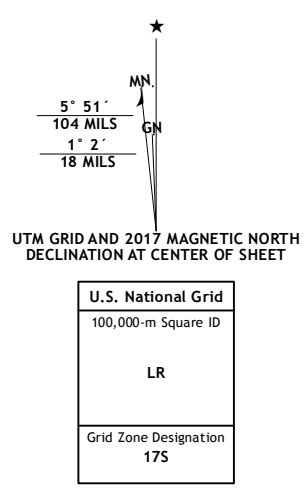 ★
MN.
5° 51´
104 MILS
GN
1° 2´
18 MILS
UTM GRID AND 2017 MAGNETIC NORTH
DECLINATION AT CENTER OF SHEET
U.S. National Grid
100,000-m Square ID
LR
Grid Zone Designation
17S